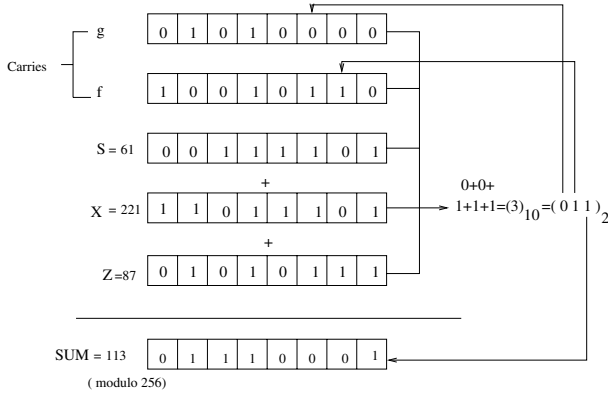 g 0 1 0 1 0 0 0 0
Carries
f 1 0 0 1 0 1 1 0
S = 61 0 0 1 1 1 1 0 1
+
0+0+
X = 221 1 1 0 1 1 1 0 1 1+1+1=(3)10=( 0 1 1 )2
+
Z =87 0 1 0 1 0 1 1 1
SUM = 113 0 1 1 1 0 0 0 1
( modulo 256)